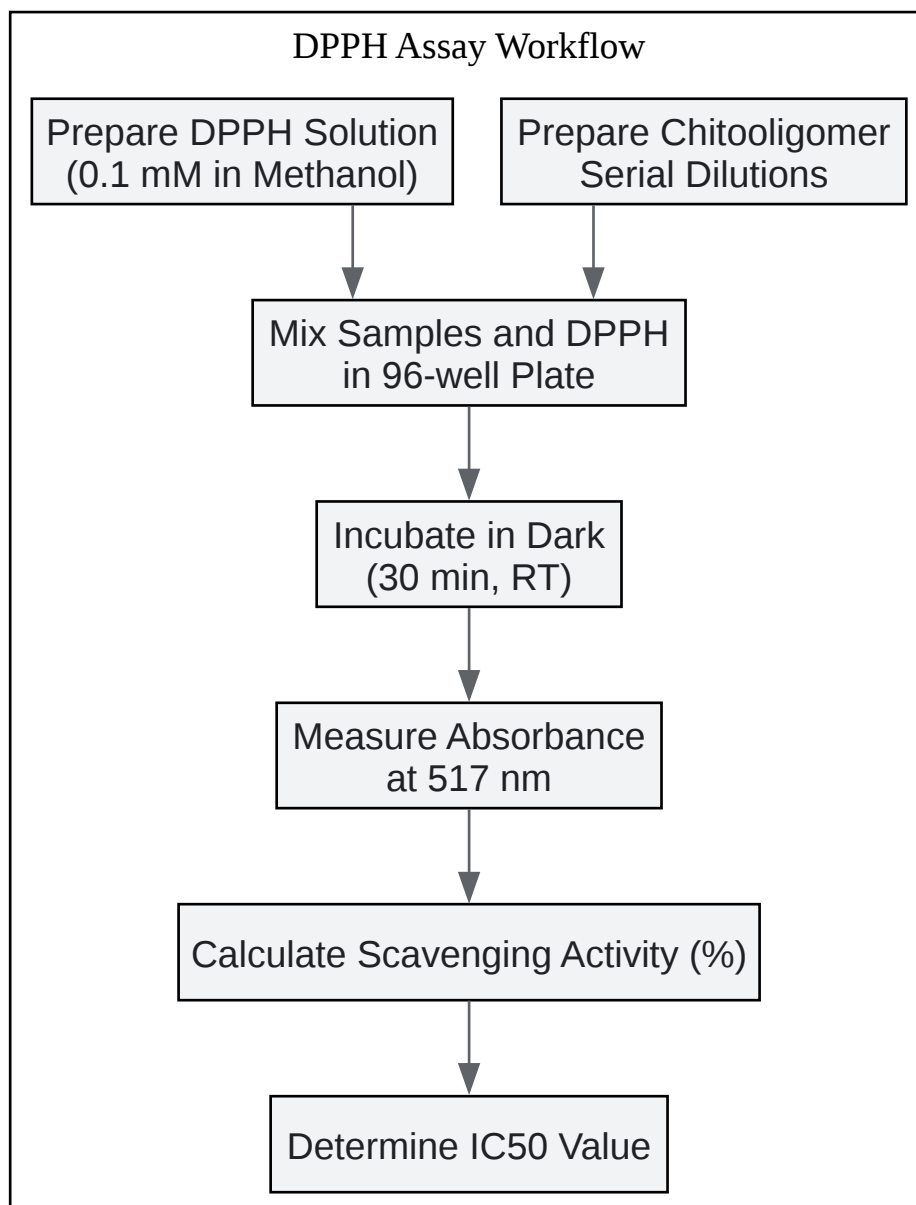 DPPH Assay Workflow
Prepare DPPH Solution
(0.1 mM in Methanol)
Prepare Chitooligomer
Serial Dilutions
Mix Samples and DPPH
in 96-well Plate
Incubate in Dark
(30 min, RT)
Measure Absorbance
at 517 nm
Calculate Scavenging Activity (%)
Determine IC50 Value